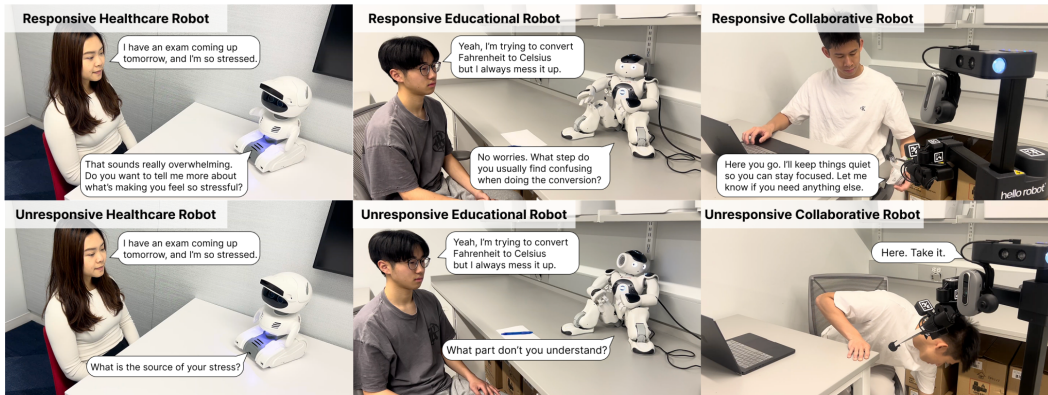 Responsive Healthcare Robot
I have an exam coming up
tomorrow, and I'm so stressed.
That sounds really overwhelming.
Do you want to tell me more about
what's making you feel so stressful?
Responsive Educational Robot
Yeah, I'm trying to convert
Fahrenheit to Celsius
but I always mess it up.
No worries. What step do
you usually find confusing
when doing the conversion?
Responsive Collaborative Robot
Here you go. I'll keep things quiet
so you can stay focused. Let me
know if you need anything else.
hello robot
Unresponsive Healthcare Robot
I have an exam coming up
tomorrow, and I'm so stressed.
What is the source of your stress?
Unresponsive Educational Robot
Yeah, I'm trying to convert
Fahrenheit to Celsius
but I always mess it up.
What part don't you understand?
Unresponsive Collaborative Robot
Here. Take it.